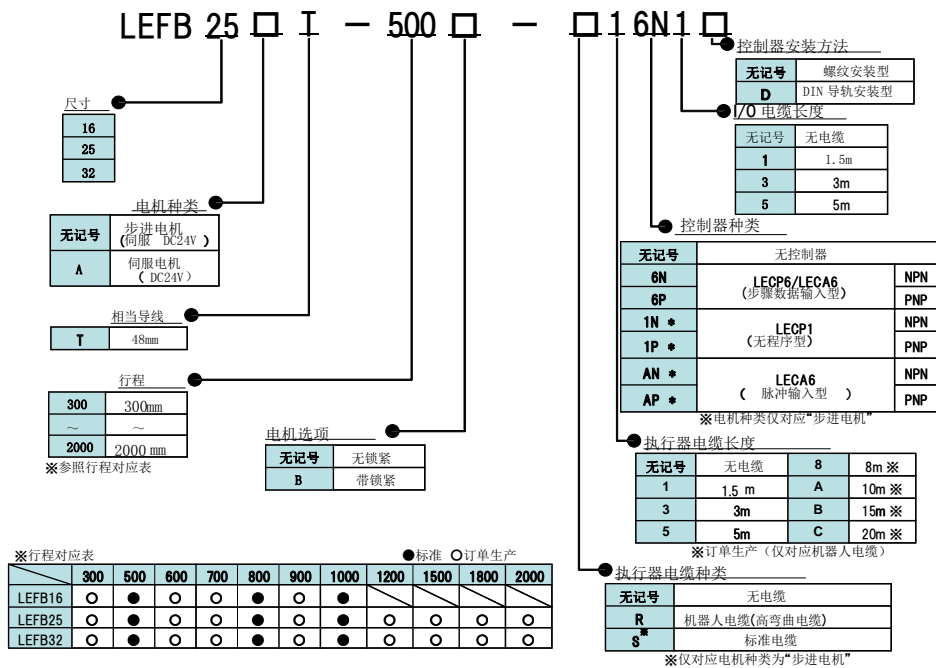 LEFB 25 □ T - 500 □ - □ 1 6N 1 □
控制器安装方法
无记号 螺纹安装型
D DIN 导轨安装型
I/O 电缆长度
无记号 无电缆
1 1.5m
3 3m
5 5m
尺寸
16
25
32
电机种类
无记号 步进电机
(伺服 DC24V )
A 伺服电机
( DC24V)
相当导线
T 48mm
行程
300 300mm
~ ~
2000 2000 mm
※参照行程对应表
电机选项
无记号 无锁紧
B 带锁紧
控制器种类
无记号 无控制器
6N LECP6/LECA6 NPN
6P (步骤数据输入型) PNP
1N * LECP1 NPN
1P * (无程序型) PNP
AN * LECA6 NPN
AP * ( 脉冲输入型 ) PNP
※电机种类仅对应“步进电机”
执行器电缆长度
无记号 无电缆 8 8m ※
1 1.5 m A 10m ※
3 3m B 15m ※
5 5m C 20m ※
※订单生产(仅对应机器人电缆)
执行器电缆种类
无记号 无电缆
R 机器人电缆(高弯曲电缆)
S※ 标准电缆
※仅对应电机种类为“步进电机”
※行程对应表 ●标准 ○订单生产
300 500 600 700 800 900 1000 1200 1500 1800 2000
LEFB16 ○ ● ○ ○ ● ○ ●
LEFB25 ○ ● ○ ○ ● ○ ● ○ ○ ○ ○
LEFB32 ○ ● ○ ○ ● ○ ● ○ ○ ○ ○